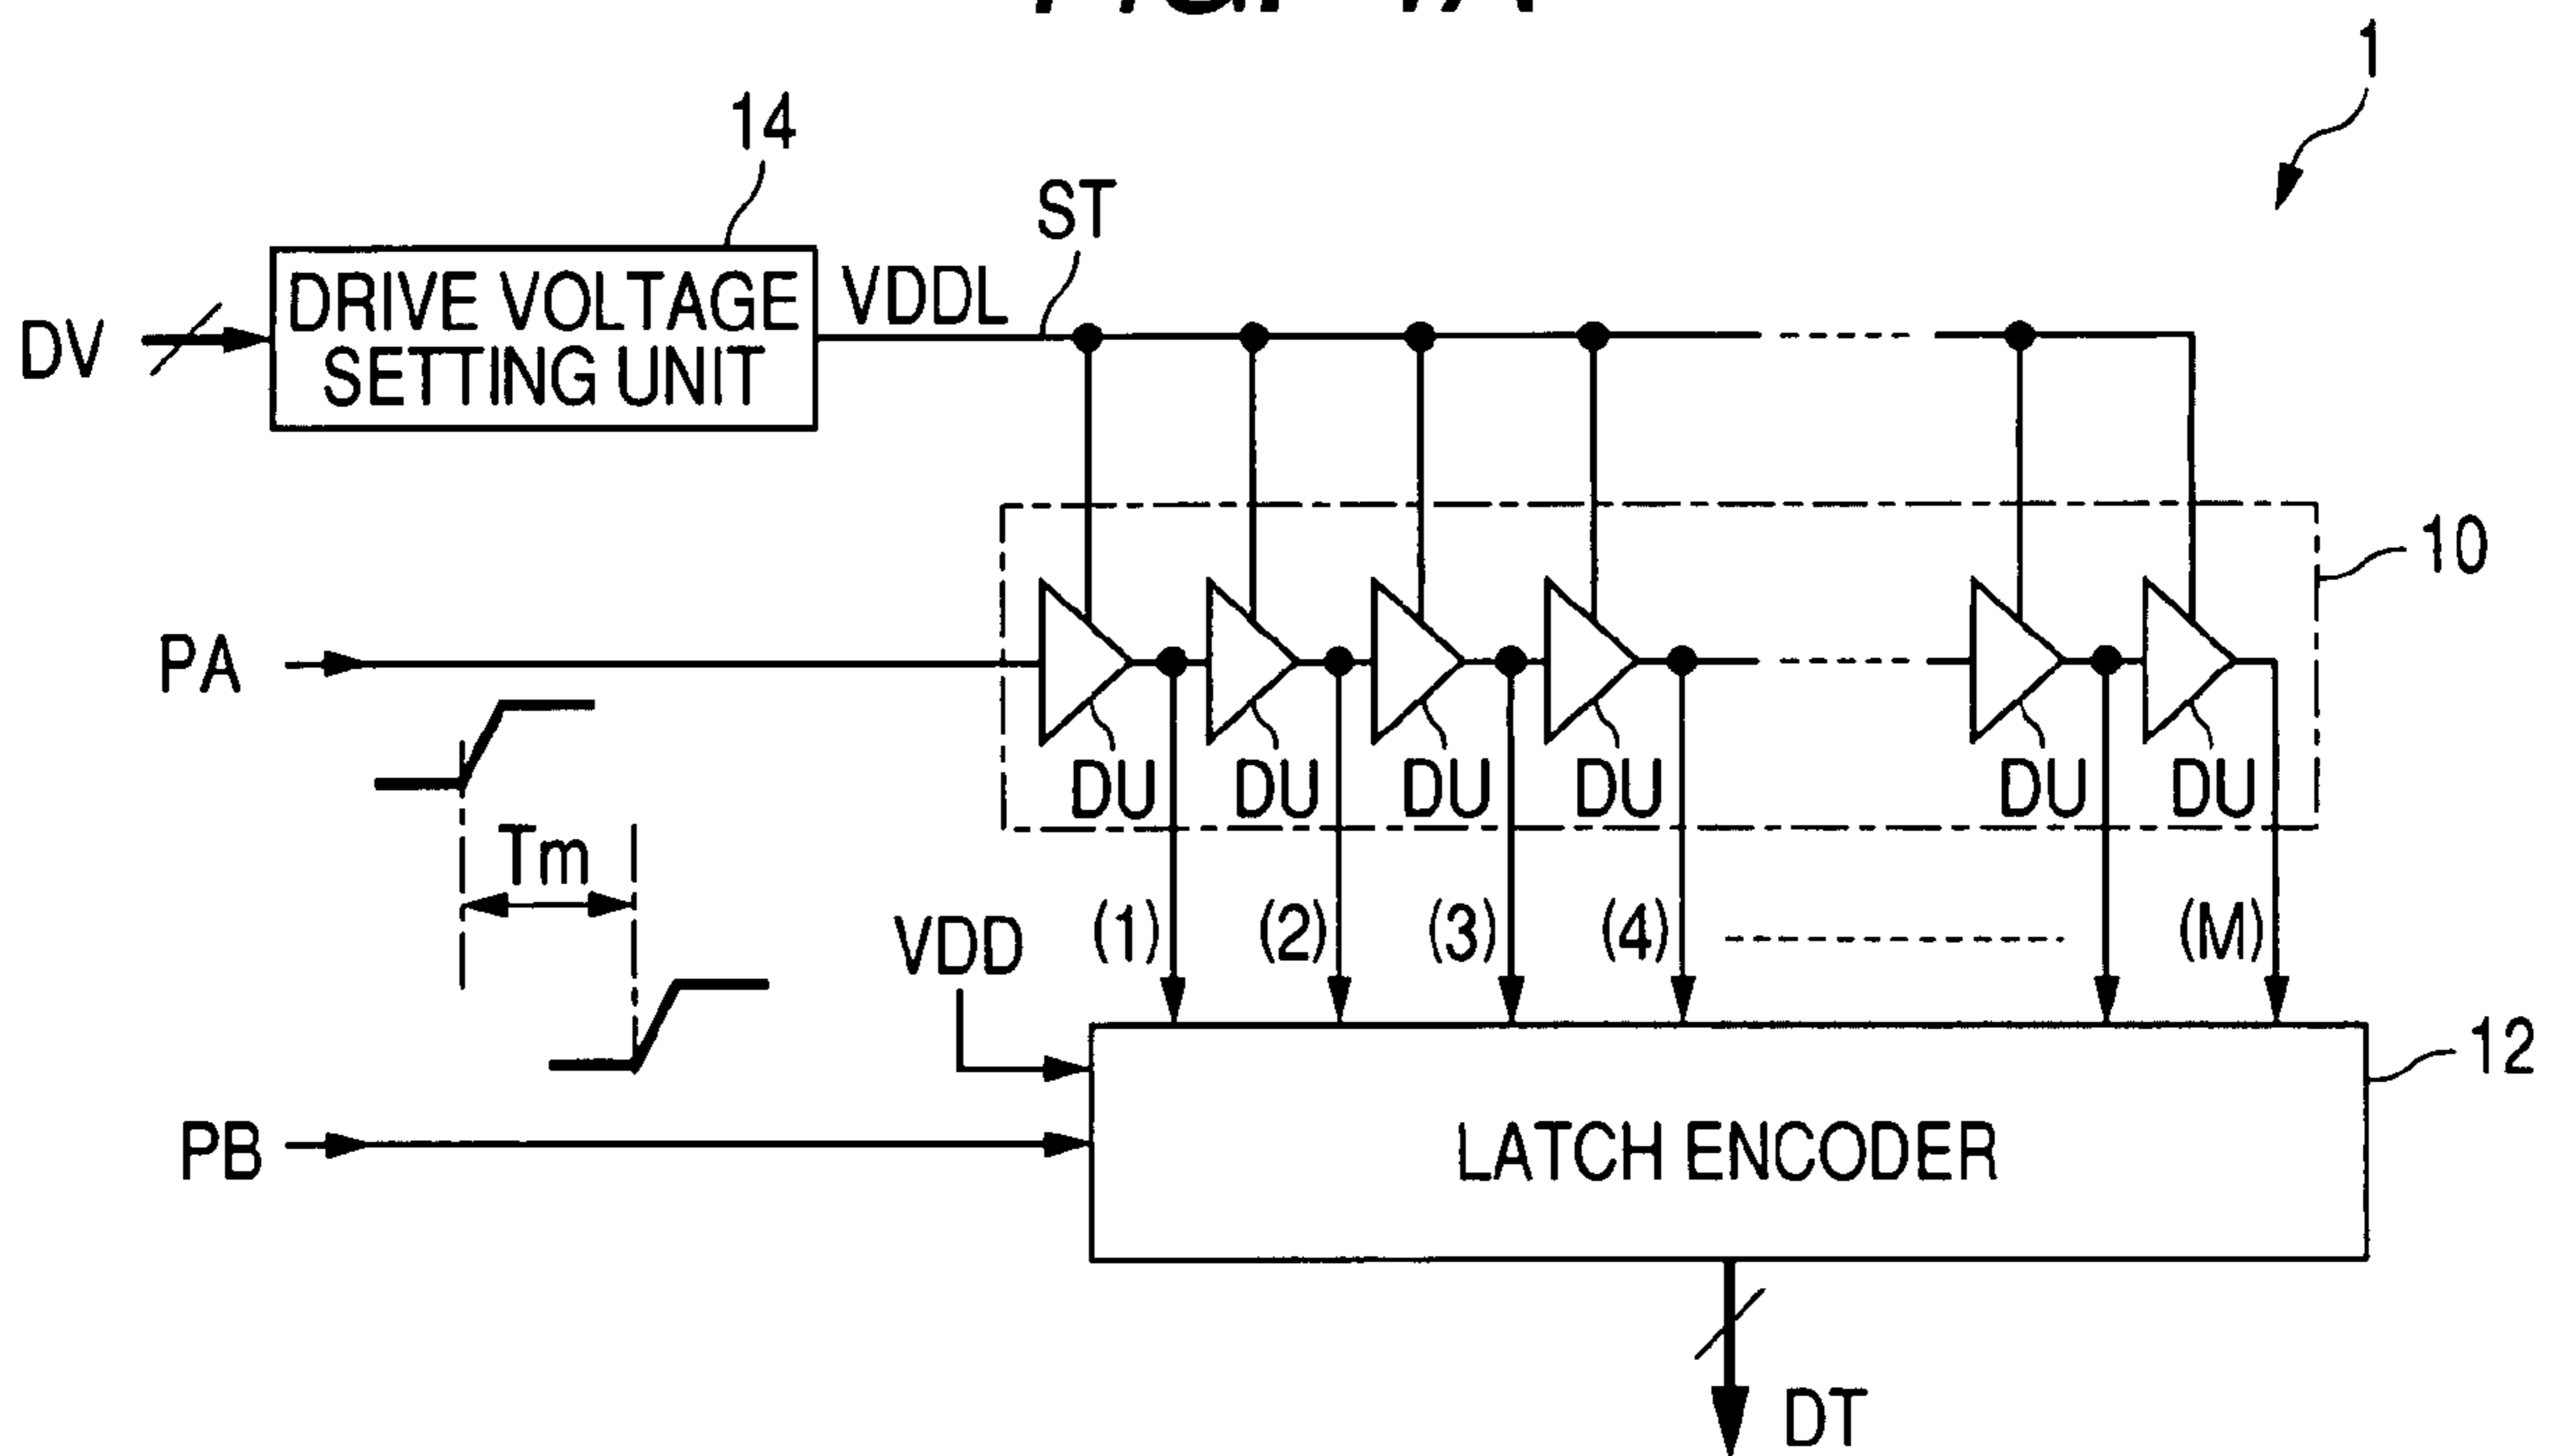 1
14
ST
DV
DRIVE VOLTAGE
SETTING UNIT
VDDL
10
PA
DU DU DU DU DU DU
Tm
VDD
(1) (2) (3) (4) (M)
12
PB
LATCH ENCODER
DT